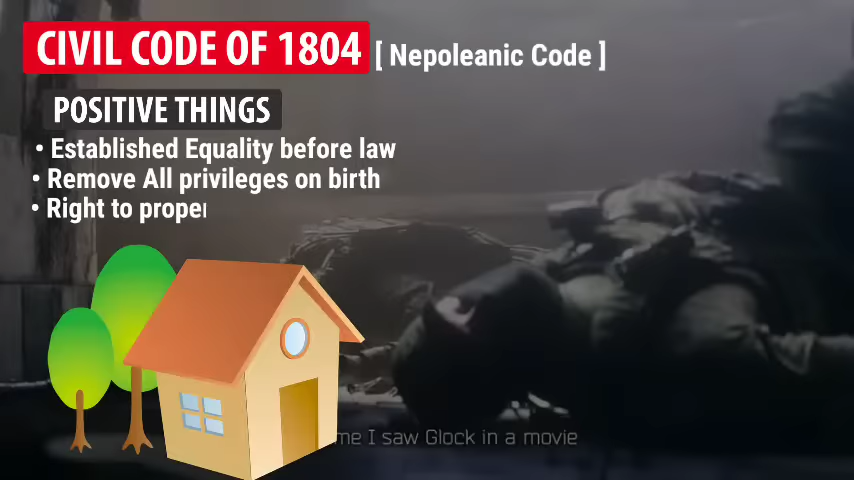 CIVIL CODE OF 1804 [ Nepoleanic Code ]
POSITIVE THINGS
• Established Equality before law
• Remove All privileges on birth
• Right to proper
me I saw Glock in a movie